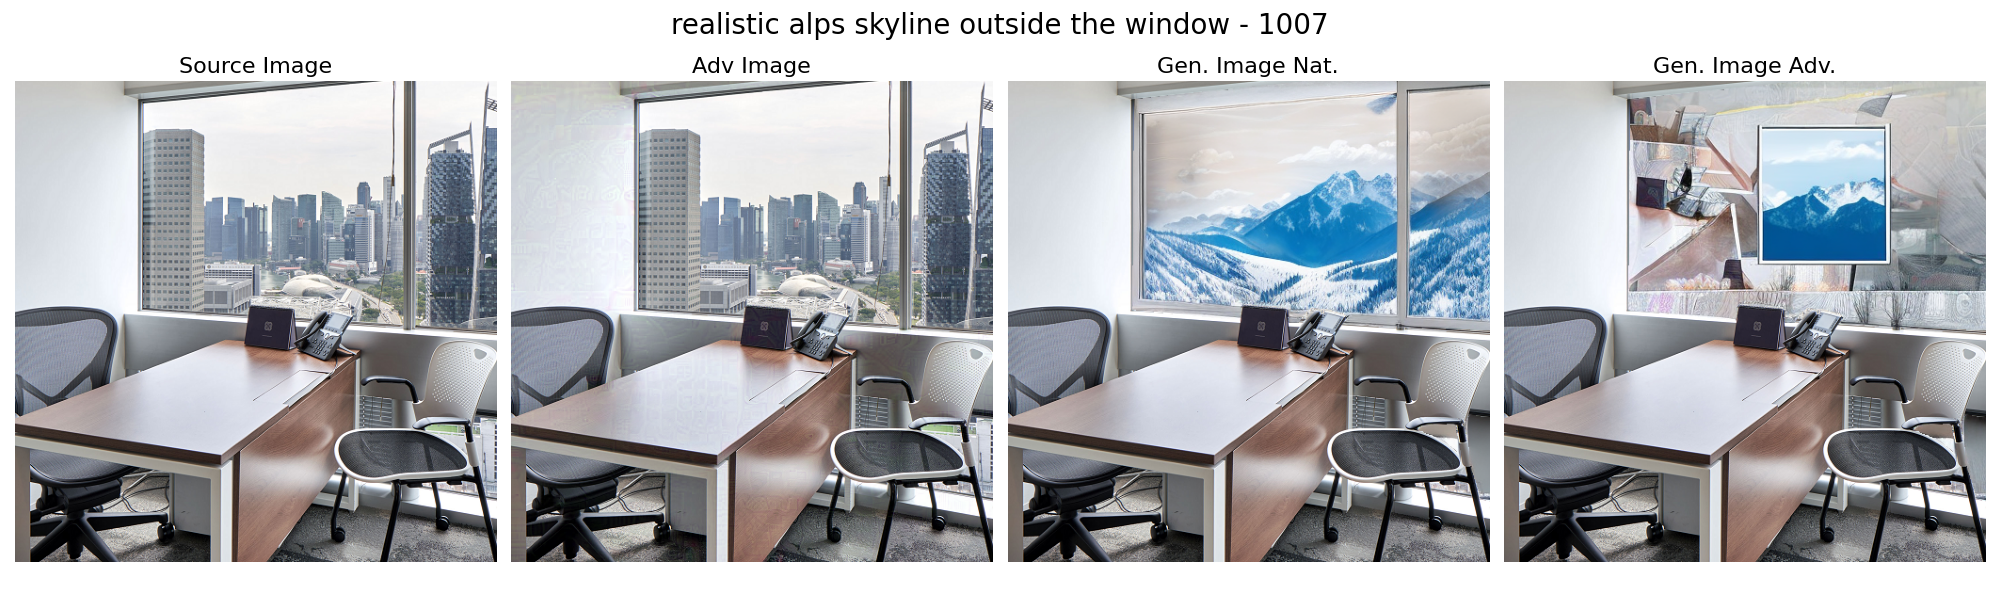 realistic alps skyline outside the window - 1007
Source Image
Adv Image
Gen. Image Nat.
Gen. Image Adv.